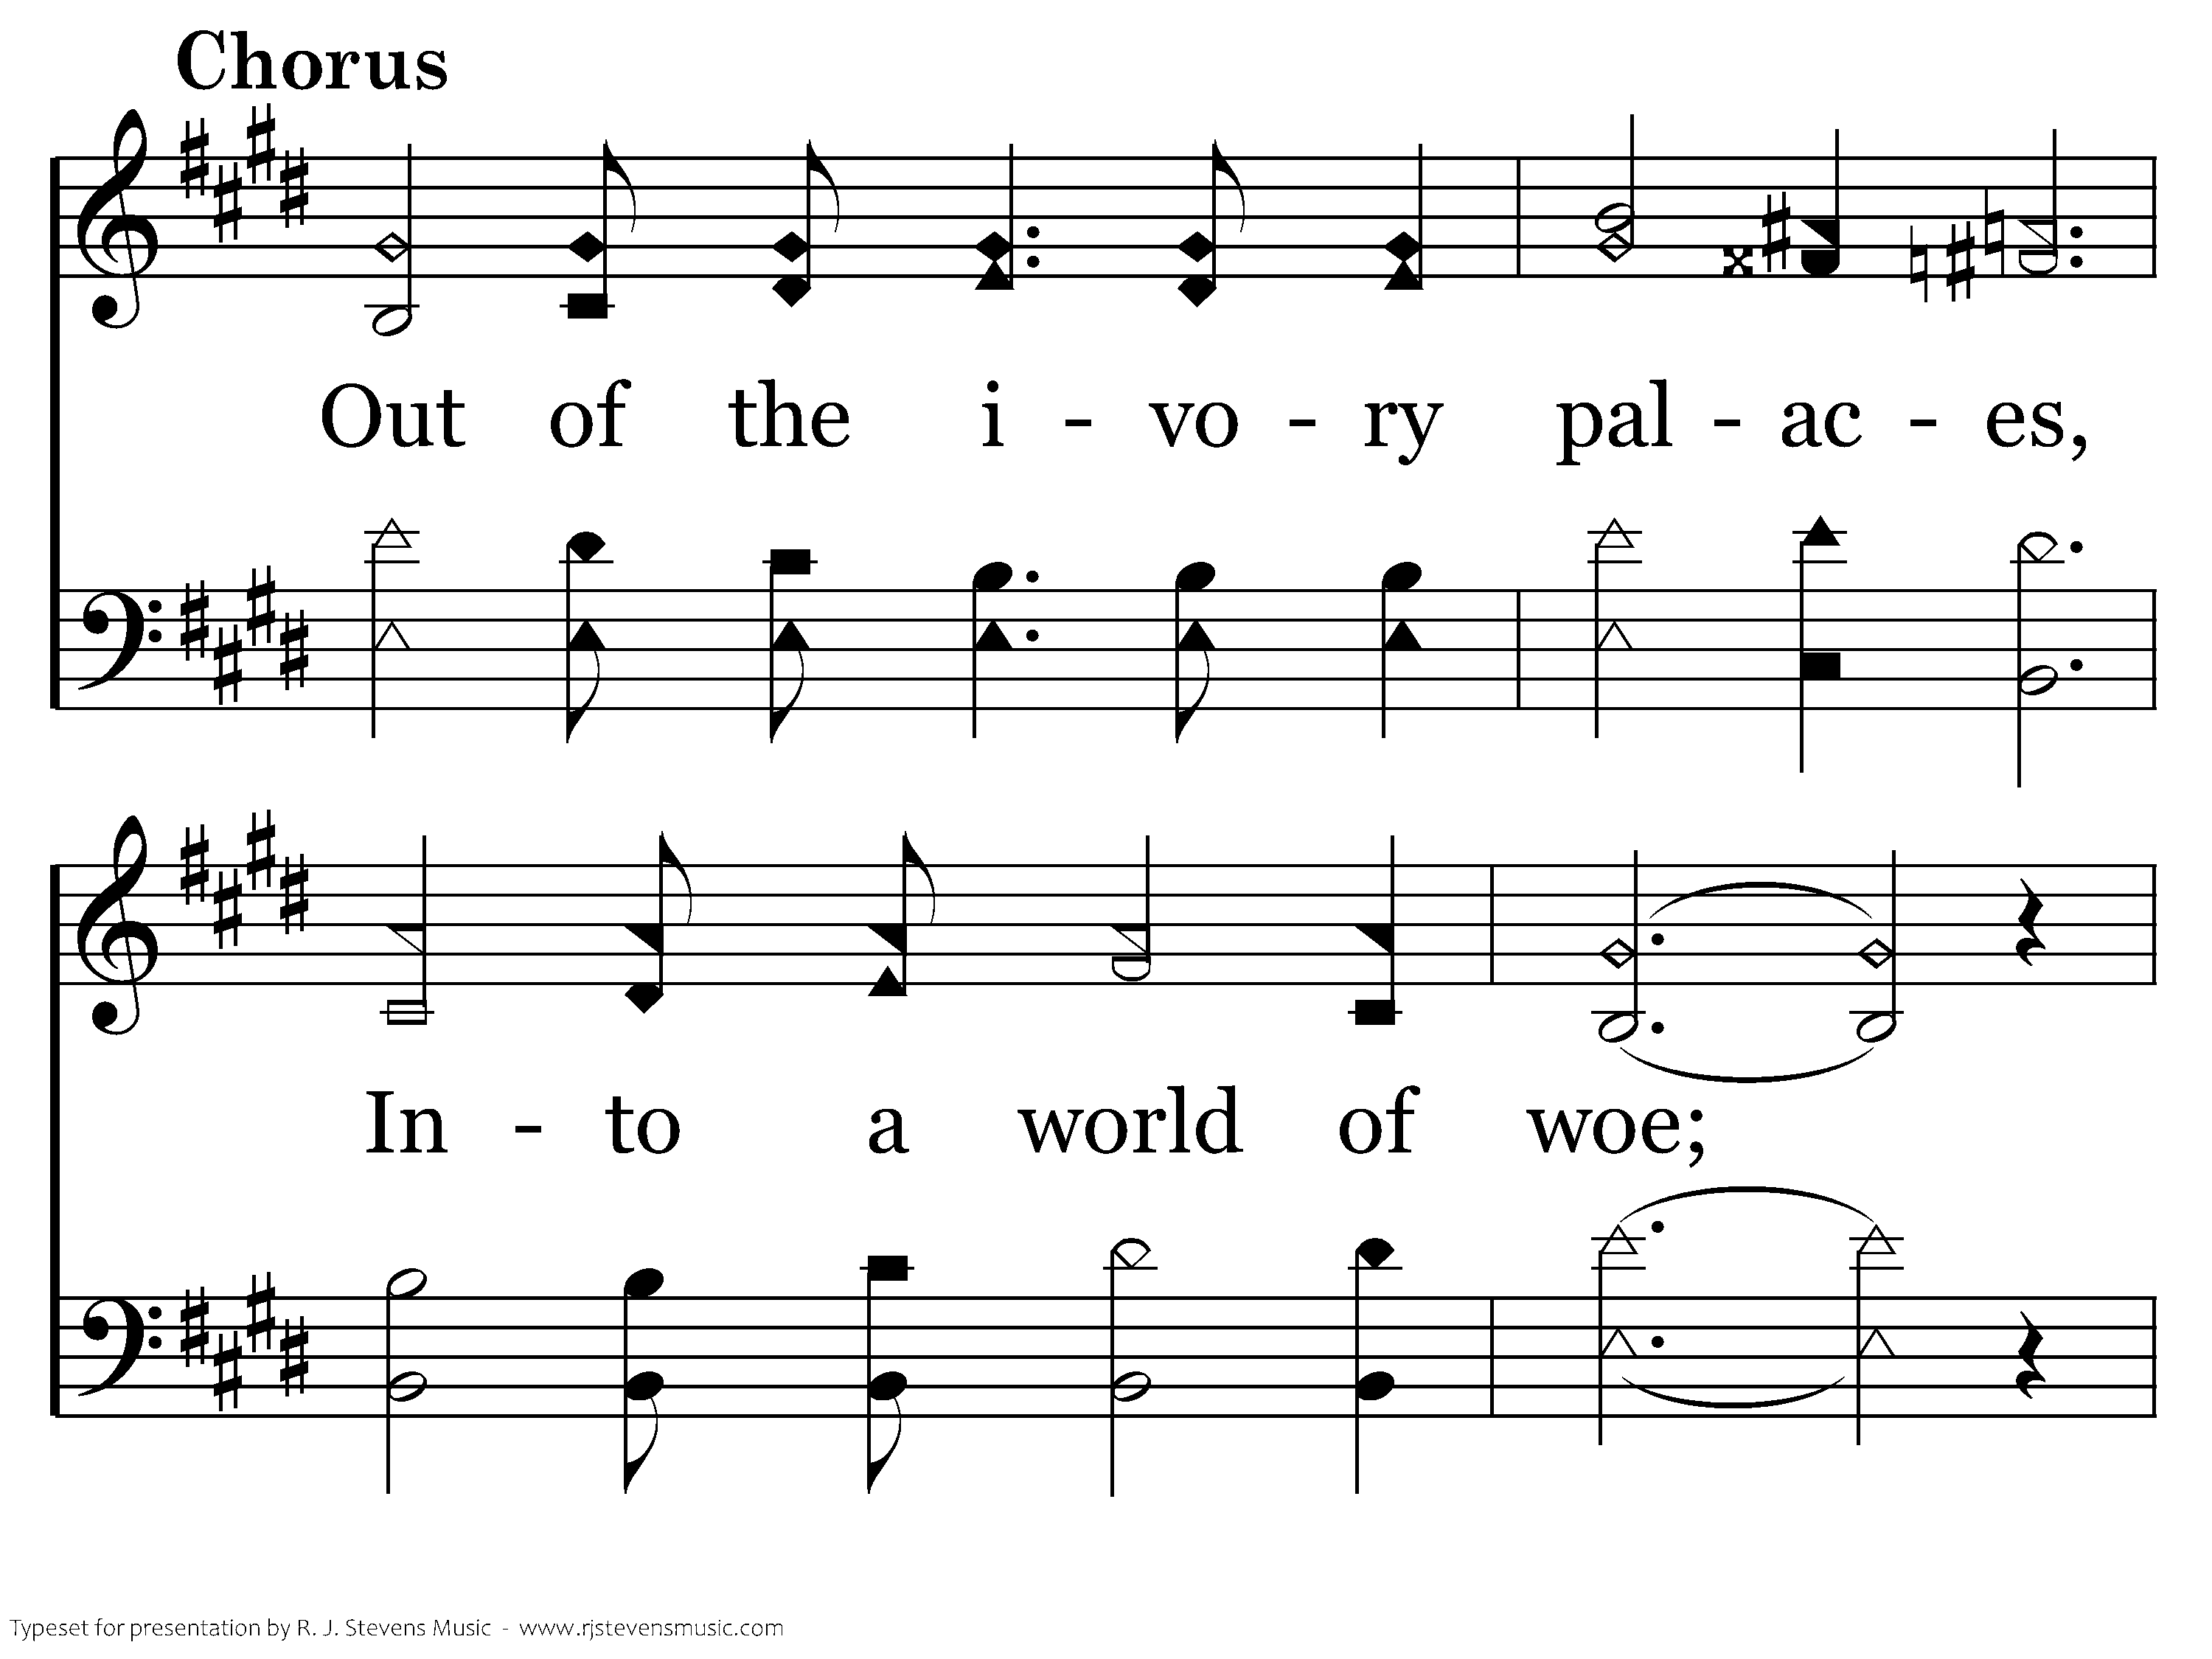 Chorus
Out of the i - vo - ry pal - ac - es,
In - to a world of woe;
Typeset for presentation by R. J. Stevens Music - www.rjstevensmusic.com